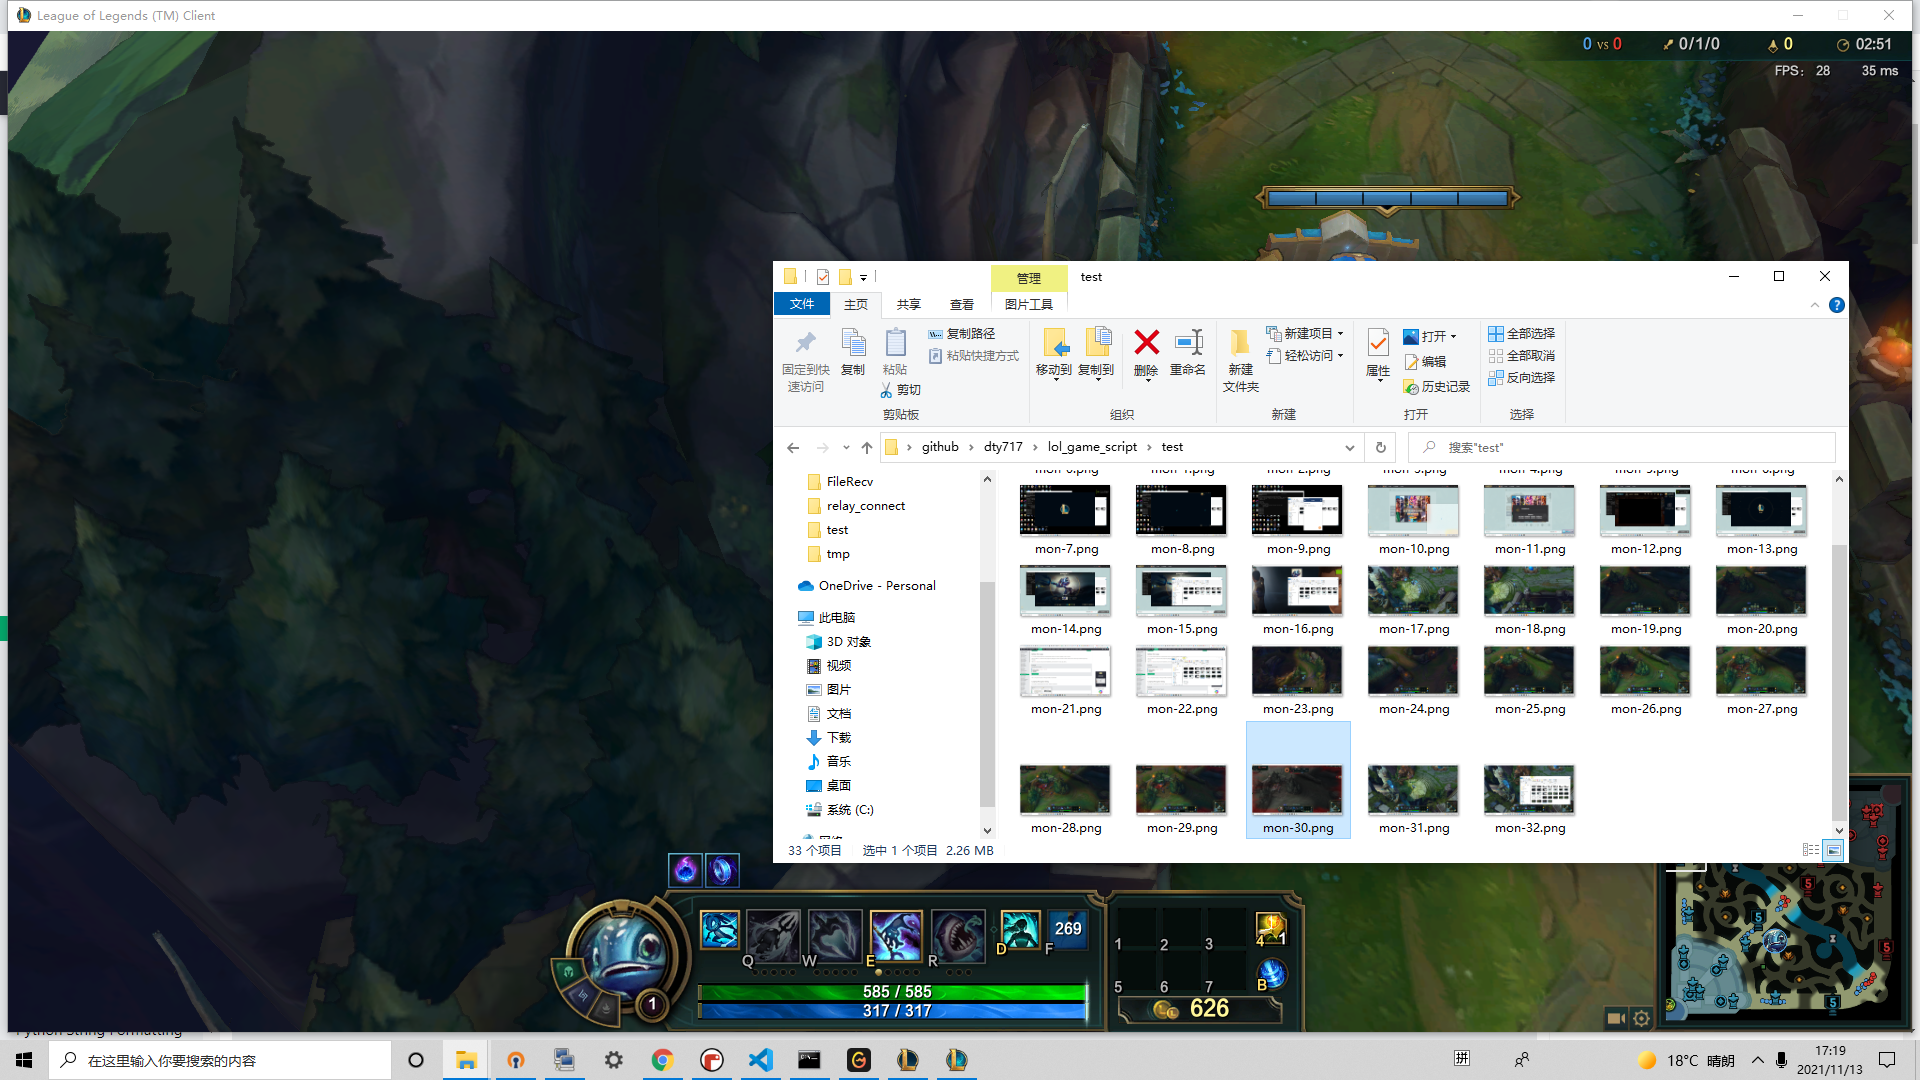 League of Legends (TM) Client
0 vs 0 0/1/0 0 02:51
FPS: 28 35 ms
管理 test
文件 主页 共享 查看 图片工具
固定到快速访问
复制
粘贴
复制路径
粘贴快捷方式
剪切
剪贴板
移动到
复制到
删除
重命名
组织
新建
文件夹
新建项目
轻松访问
新建
属性
打开
编辑
历史记录
打开
全部选择
全部取消
反向选择
选择
github › dty717 › lol_game_script › test
搜索"test"
FileRecv
relay_connect
test
tmp
OneDrive - Personal
此电脑
3D 对象
视频
图片
文档
下载
音乐
桌面
系统 (C:)
mon-7.png mon-8.png mon-9.png mon-10.png mon-11.png mon-12.png mon-13.png
mon-14.png mon-15.png mon-16.png mon-17.png mon-18.png mon-19.png mon-20.png
mon-21.png mon-22.png mon-23.png mon-24.png mon-25.png mon-26.png mon-27.png
mon-28.png mon-29.png mon-30.png mon-31.png mon-32.png
33 个项目 选中 1 个项目 2.26 MB
Q W E R D F 269
1 2 3 4 1
5 6 7 B
1
585 / 585
317 / 317
626
5
5
5
5
在这里输入你要搜索的内容
拼
18°C 晴朗
17:19
2021/11/13